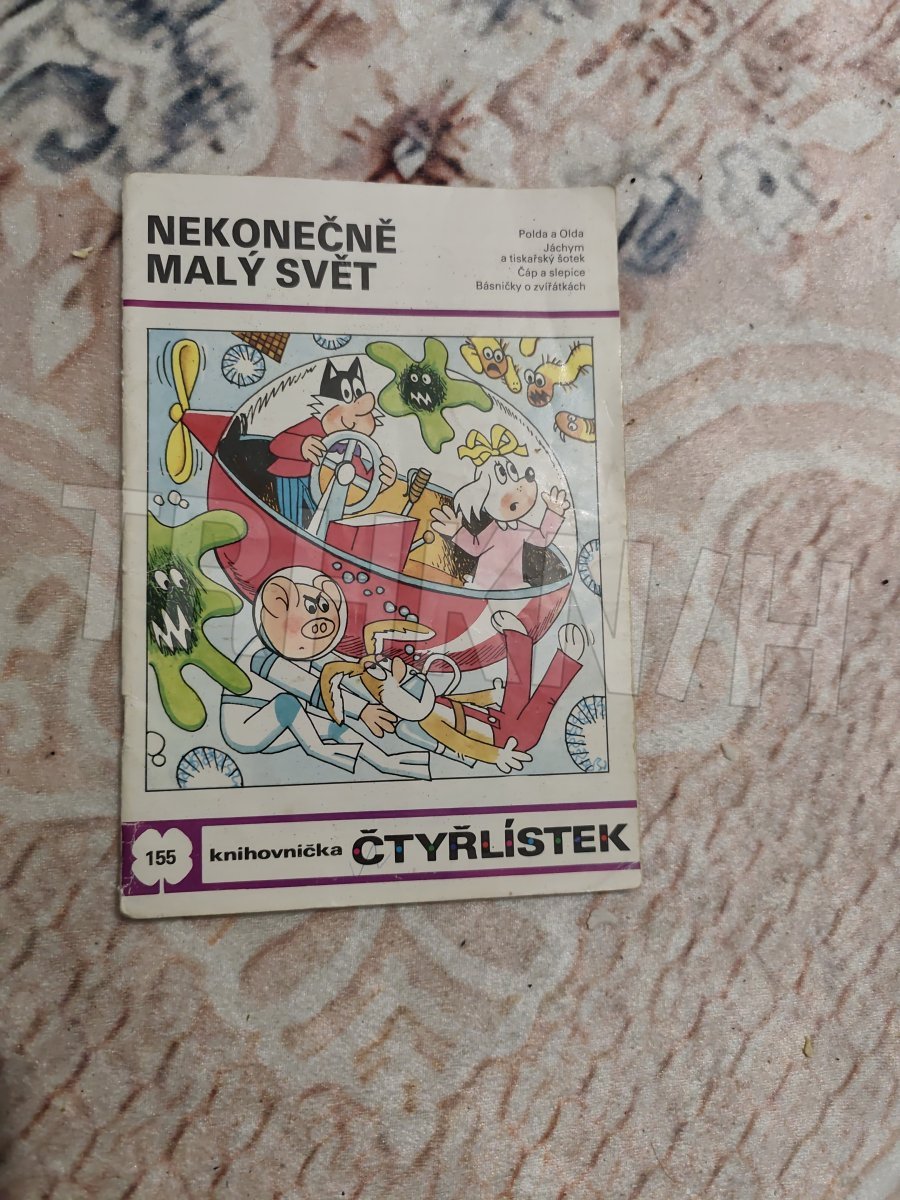 NEKONEČNĚ
MALÝ SVĚT
Polda a Olda
Jáchym
a tiskařský šotek
Čáp a slepice
Básničky o zvířátkách
155
knihovnička ČTYŘLÍSTEK